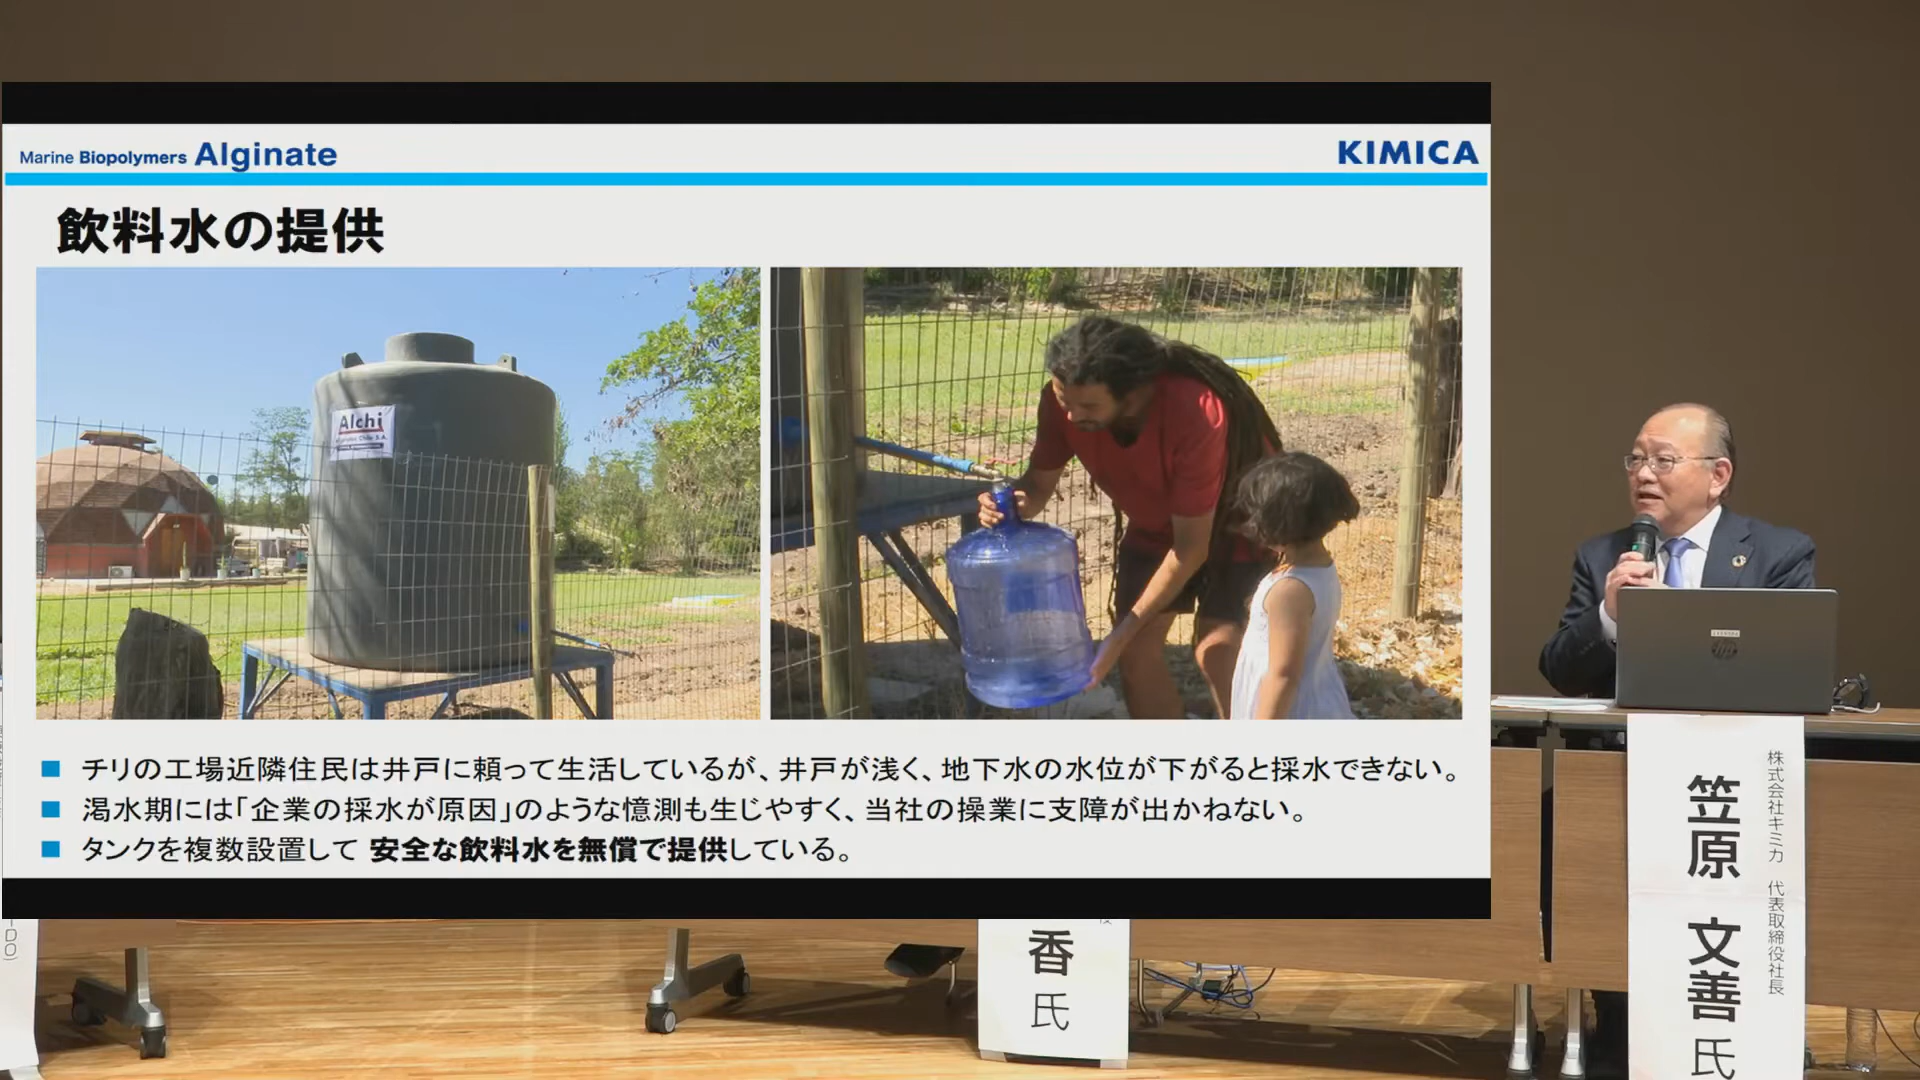 Marine Biopolymers Alginate
KIMICA
飲料水の提供
Alchi
チリの工場近隣住民は井戸に頼って生活しているが、井戸が浅く、地下水の水位が下がると採水できない。
渇水期には「企業の採水が原因」のような憶測も生じやすく、当社の操業に支障が出かねない。
タンクを複数設置して 安全な飲料水を無償で提供している。
株式会社キミカ 代表取締役社長
笠原 文善 氏
香 氏
DO)
hp